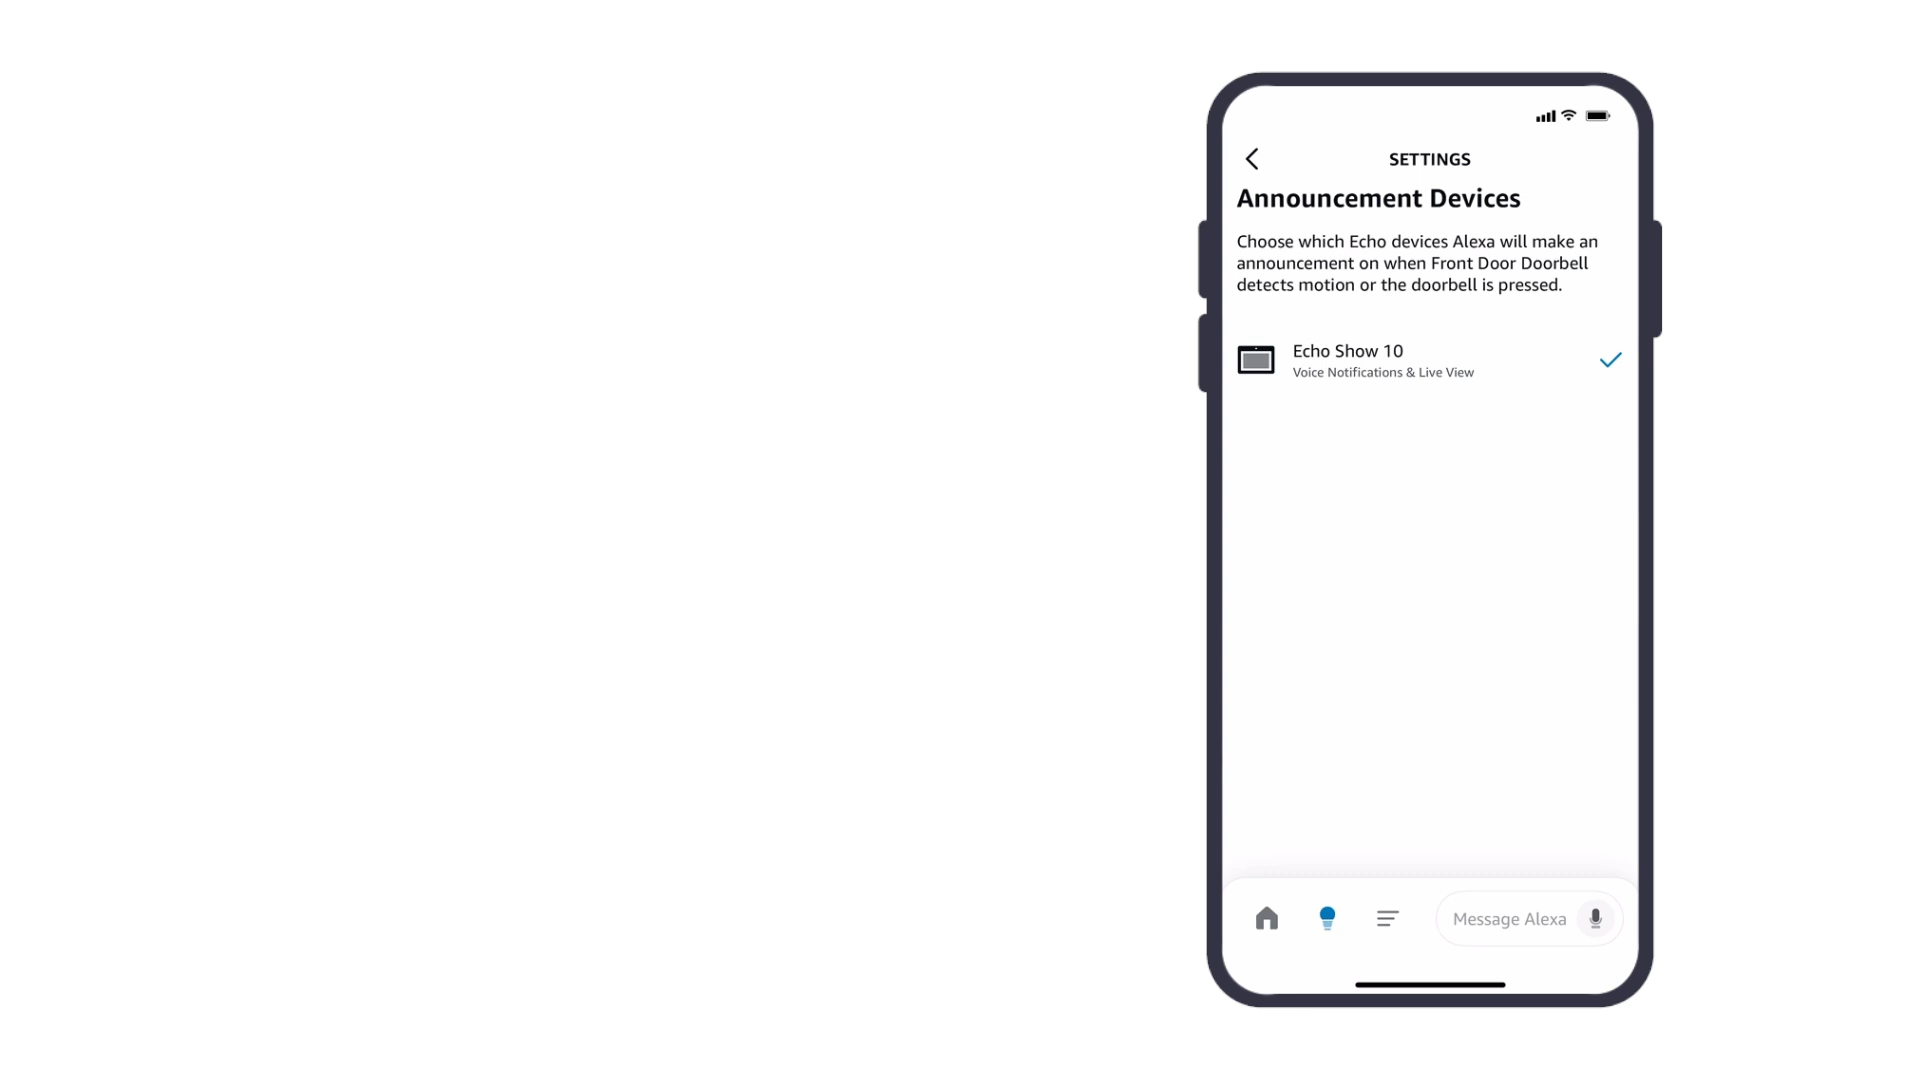 SETTINGS
Announcement Devices
Choose which Echo devices Alexa will make an
announcement on when Front Door Doorbell
detects motion or the doorbell is pressed.
Echo Show 10
Voice Notifications & Live View
Message Alexa